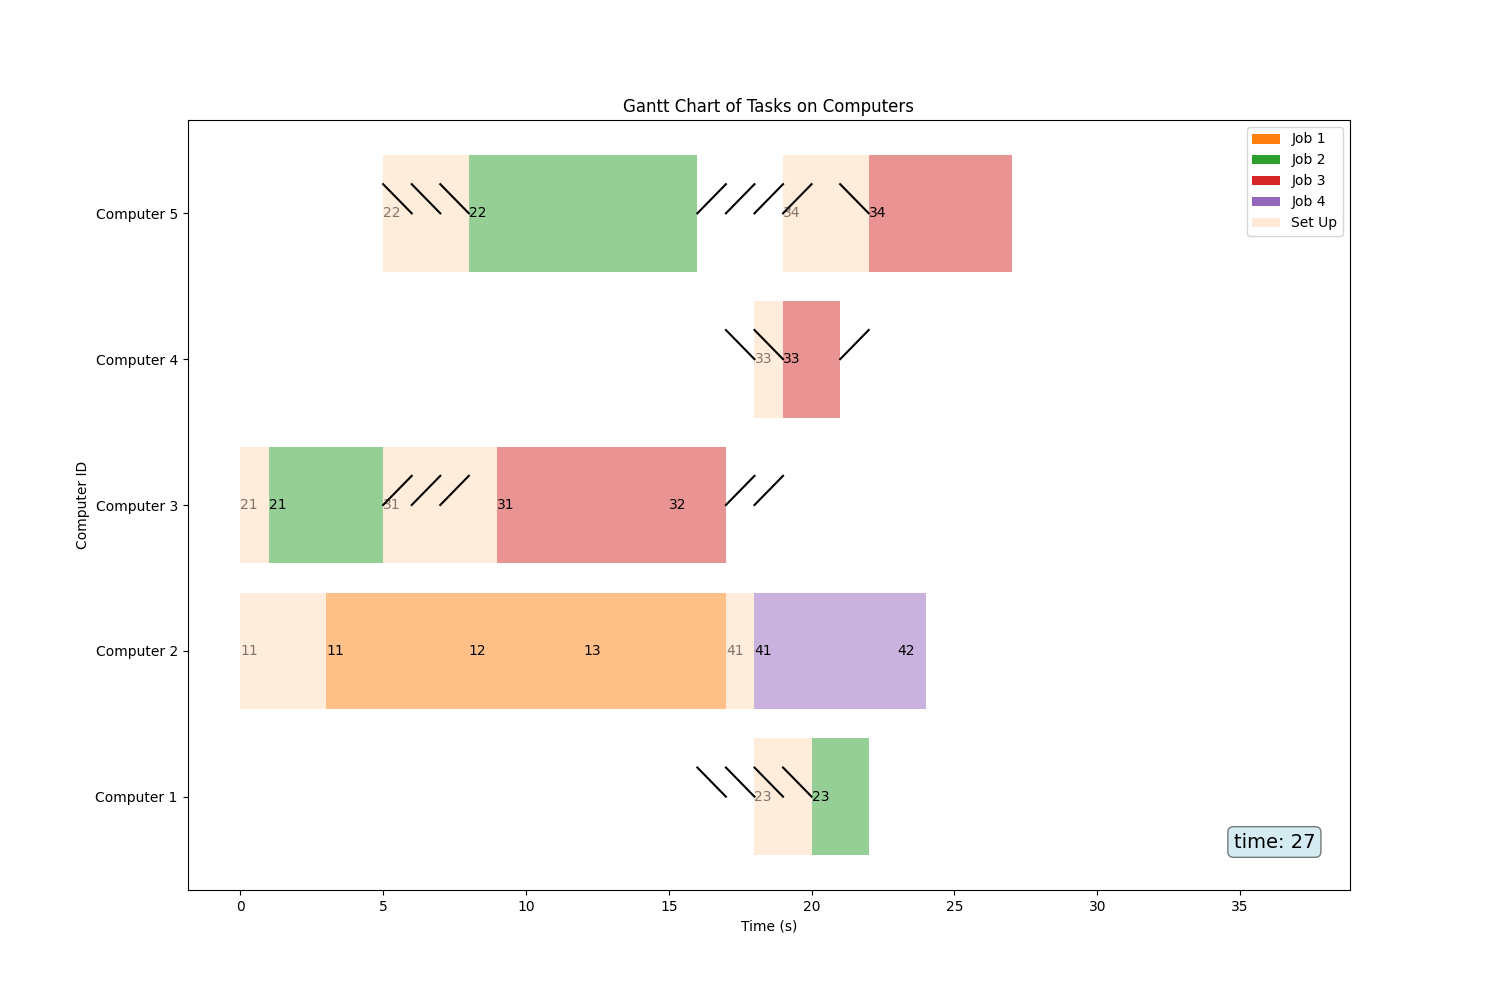 Gantt Chart of Tasks on Computers
Job 1
Job 2
Job 3
Job 4
Set Up
Computer 5
22
22
34
34
Computer 4
33
33
Computer 3
21
21
31
31
32
Computer 2
11
11
12
13
41
41
42
Computer 1
23
23
time: 27
Computer ID
0 5 10 15 20 25 30 35
Time (s)